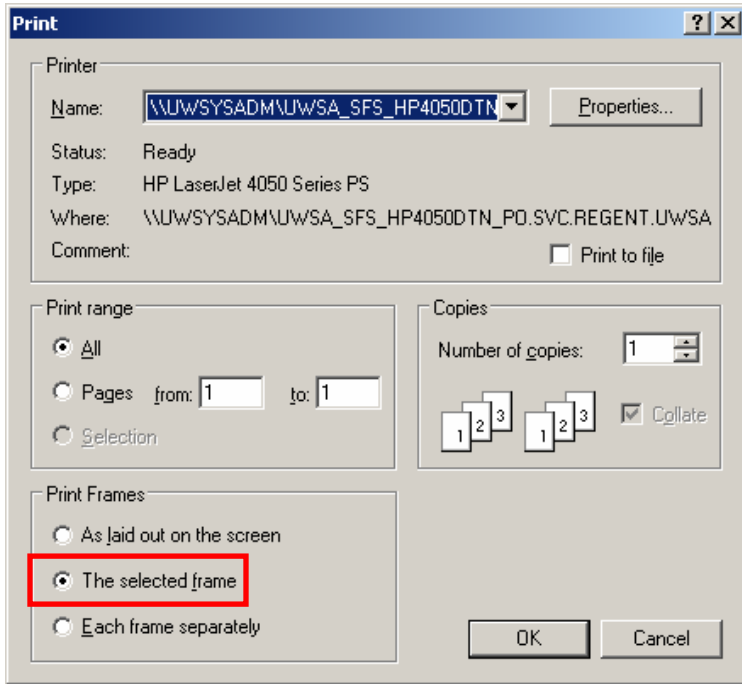 Print
Printer
Name: \\UWSYSADM\UWSA_SFS_HP4050DTN Properties...
Status: Ready
Type: HP LaserJet 4050 Series PS
Where: \\UWSYSADM\UWSA_SFS_HP4050DTN_PO.SVC.REGENT.UWSA
Comment: Print to file
Print range
All
Pages from: 1 to: 1
Selection
Copies
Number of copies: 1
1 2 3 1 2 3 Collate
Print Frames
As laid out on the screen
The selected frame
Each frame separately
OK Cancel